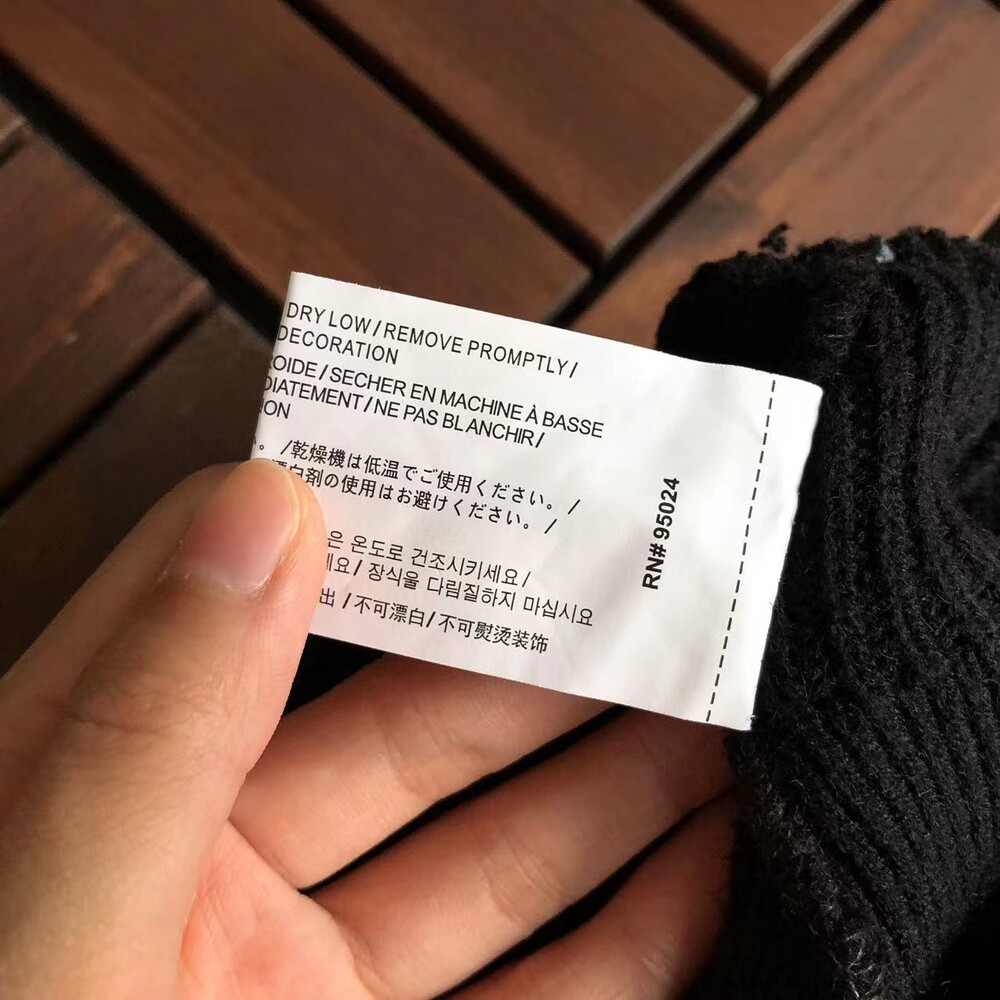 DRY LOW / REMOVE PROMPTLY /
DECORATION
OIDE / SECHER EN MACHINE À BASSE
DIATEMENT / NE PAS BLANCHIR /
ON
。 /乾燥機は低温でご使用ください。 /
漂白剤の使用はお避けください。 /
은 온도로 건조시키세요 /
세요 / 장식을 다림질하지 마십시요
出 / 不可漂白 / 不可熨烫装饰
RN# 95024